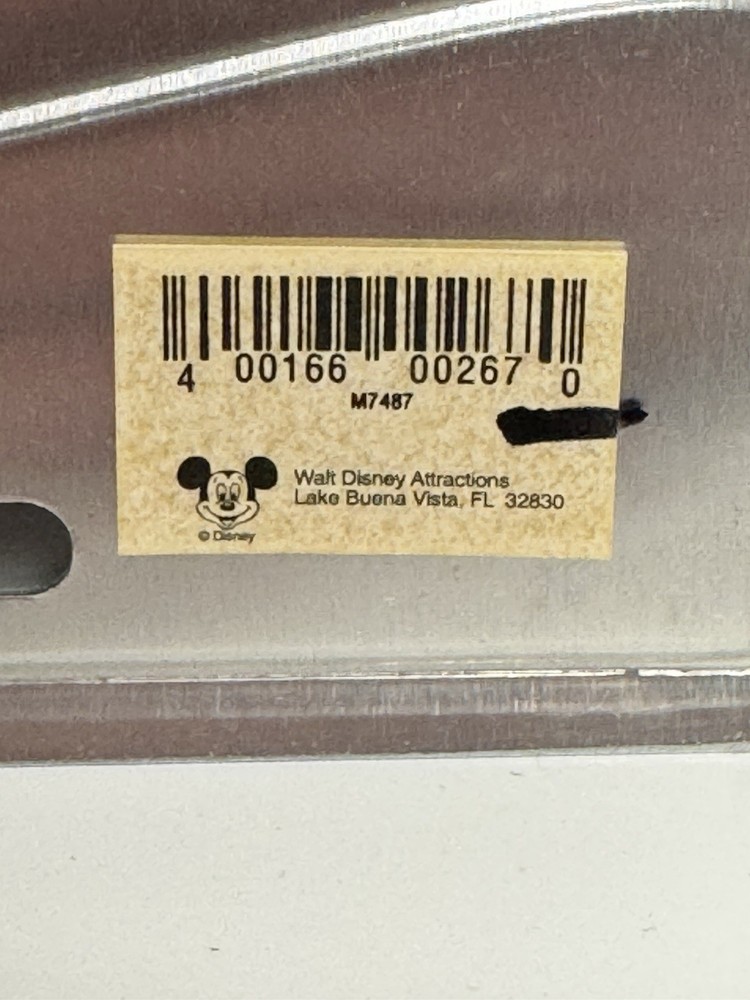 4 00166 00267 0
M7487
Walt Disney Attractions
Lake Buena Vista, FL 32830
© Disney